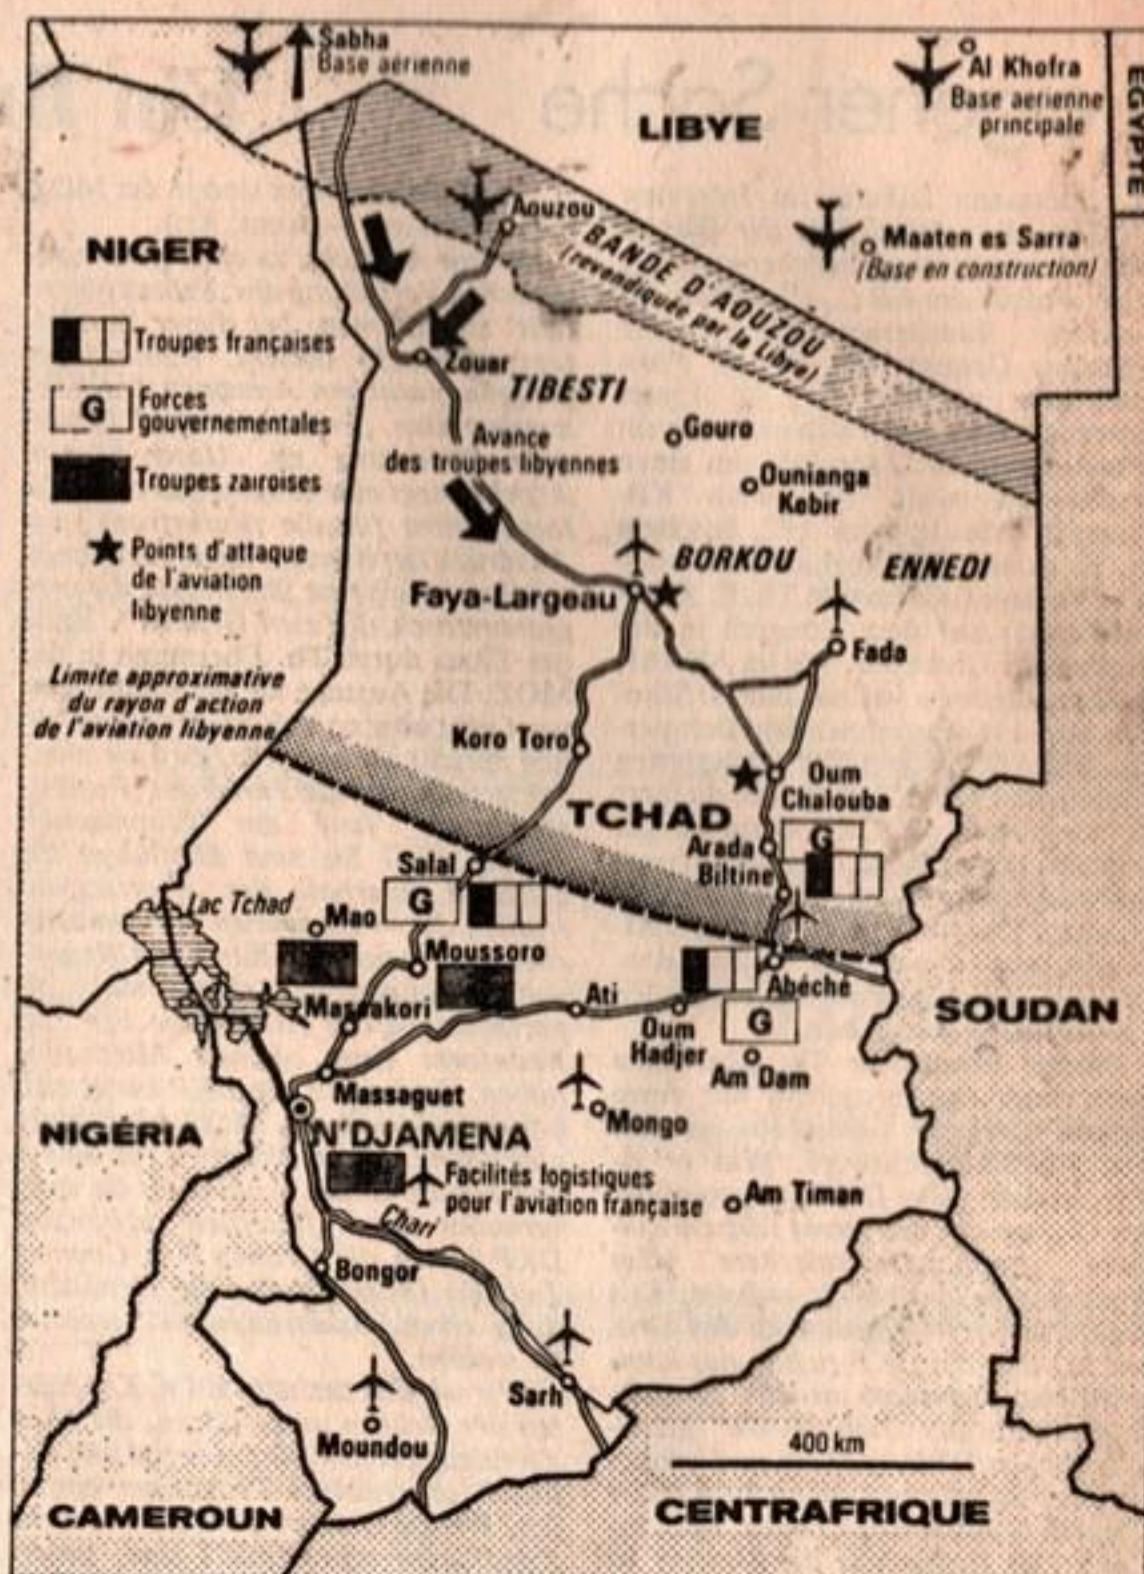 Sabha
Base aérienne
Al Khofra
Base aerienne
principale
EGYPTE
LIBYE
Aouzou
BANDE D'AOUZOU
(revendiquée par la Libye)
Maaten es Sarra
(Base en construction)
NIGER
Troupes françaises
G
Forces
gouvernementales
Troupes zairoises
Points d'attaque
de l'aviation
libyenne
Zouar
TIBESTI
Avance
des troupes libyennes
Gouro
Ounianga
Kebir
BORKOU
ENNEDI
Faya-Largeau
Fada
Limite approximative
du rayon d'action
de l'aviation libyenne
Koro Toro
Oum
Chalouba
TCHAD
G
Arada
Biltine
Salal
G
Lac Tchad
Mao
Moussoro
Massakori
Ati
Abéché
Oum
Hadjer
G
Am Dam
SOUDAN
Massaguet
Mongo
NIGÉRIA
N'DJAMENA
Facilités logistiques
pour l'aviation française
Am Timan
Chari
Bongor
Sarh
Moundou
400 km
CAMEROUN
CENTRAFRIQUE